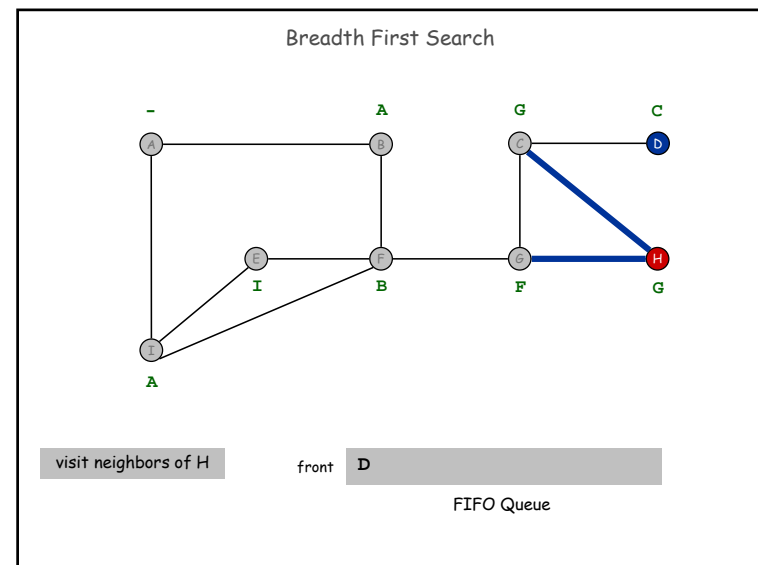 Breadth First Search
- A G C
A B C D
E F G H
I B F G
I
A
visit neighbors of H front D
FIFO Queue